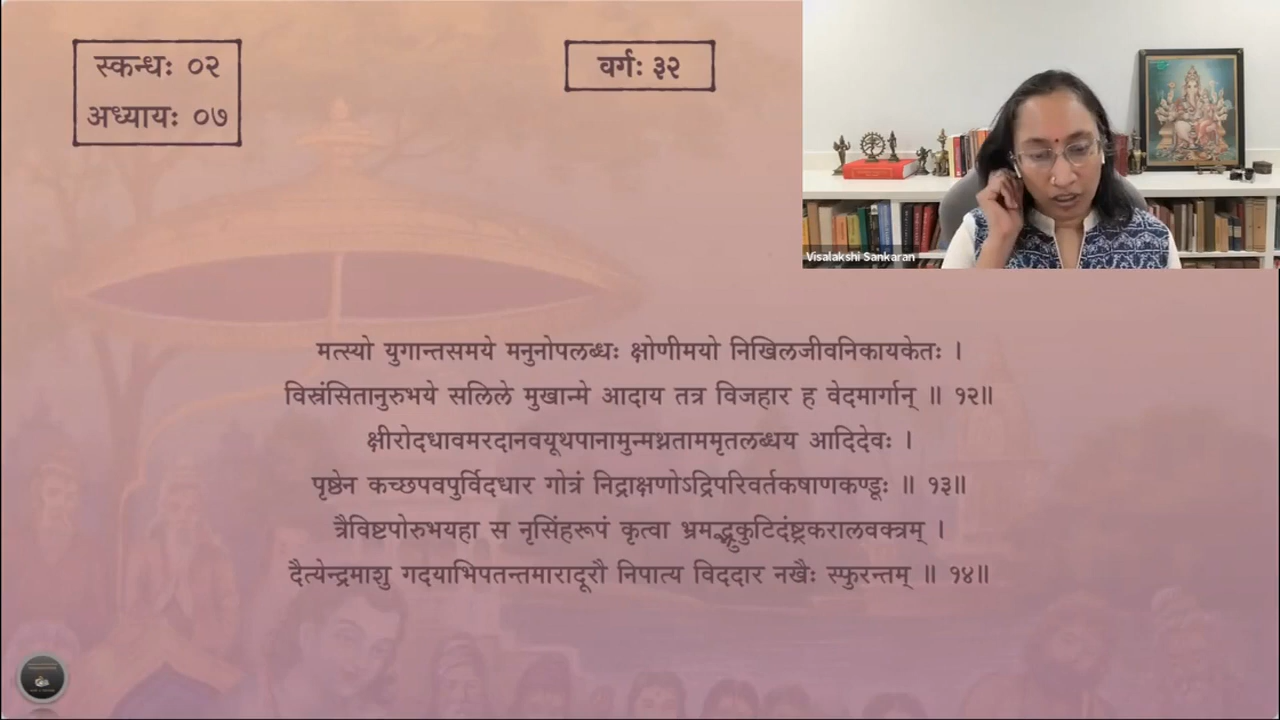 स्कन्धः ०२
अध्यायः ०७
वर्गः ३२
Visalakshi Sankaran
मत्स्यो युगान्तसमये मनुनोपलब्धः क्षोणीमयो निखिलजीवनिकायकेतः ।
विस्रंसितानुरुभये सलिले मुखान्मे आदाय तत्र विजहार ह वेदमार्गान् ॥ १२॥
क्षीरोदधावमरदानवयूथपानामुन्मथ्नताममृतलब्धय आदिदेवः ।
पृष्ठेन कच्छपवपुर्विदधार गोत्रं निद्राक्षणोऽद्रिपरिवर्तकषाणकण्डूः ॥ १३॥
त्रैविष्टपोरुभयहा स नृसिंहरूपं कृत्वा भ्रमद्भ्रुकुटिदंष्ट्रकरालवक्त्रम् ।
दैत्येन्द्रमाशु गदयाभिपतन्तमारादूरौ निपात्य विददार नखैः स्फुरन्तम् ॥ १४॥